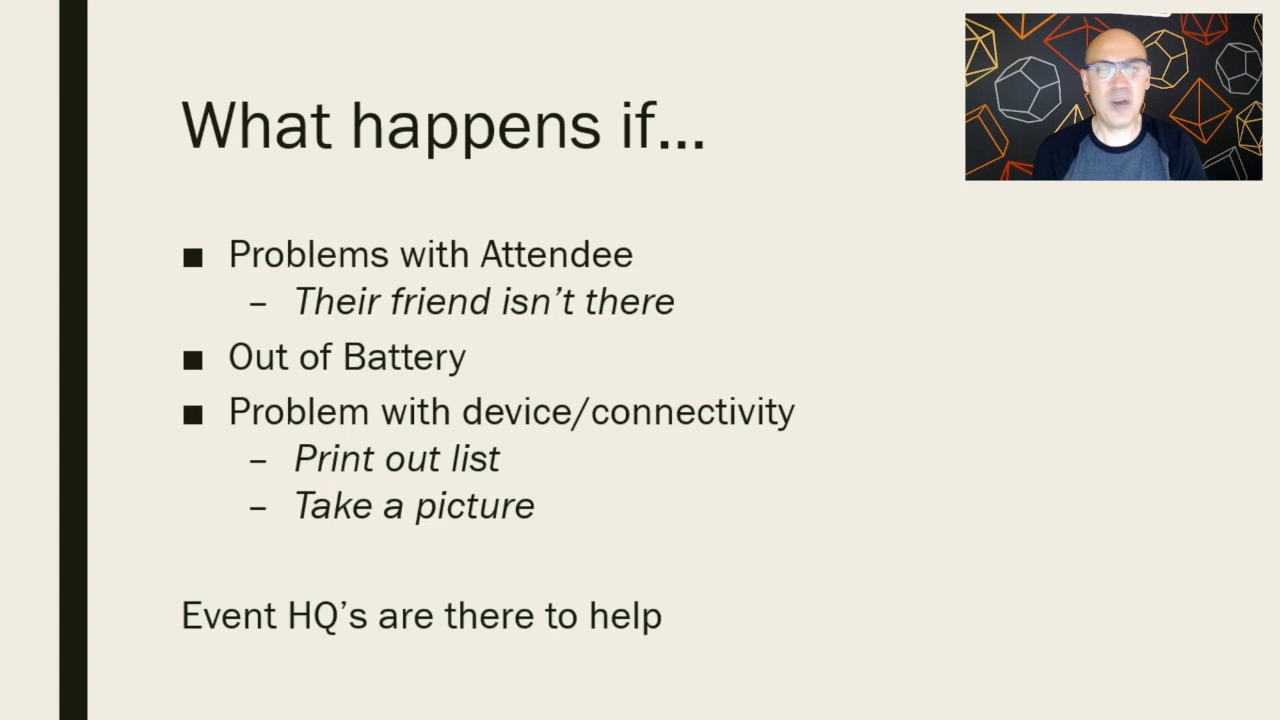 What happens if...
■ Problems with Attendee
– Their friend isn’t there
■ Out of Battery
■ Problem with device/connectivity
– Print out list
– Take a picture
Event HQ’s are there to help